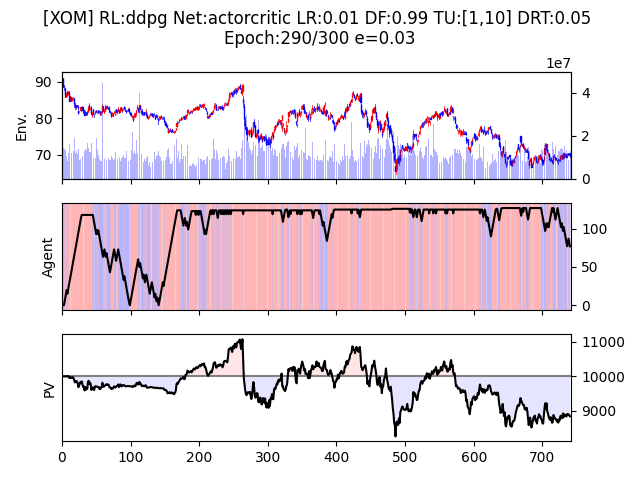 [XOM] RL:ddpg Net:actorcritic LR:0.01 DF:0.99 TU:[1,10] DRT:0.05
Epoch:290/300 e=0.03
1e7
90
80
70
Env.
4
2
0
Agent
100
50
0
PV
11000
10000
9000
0 100 200 300 400 500 600 700